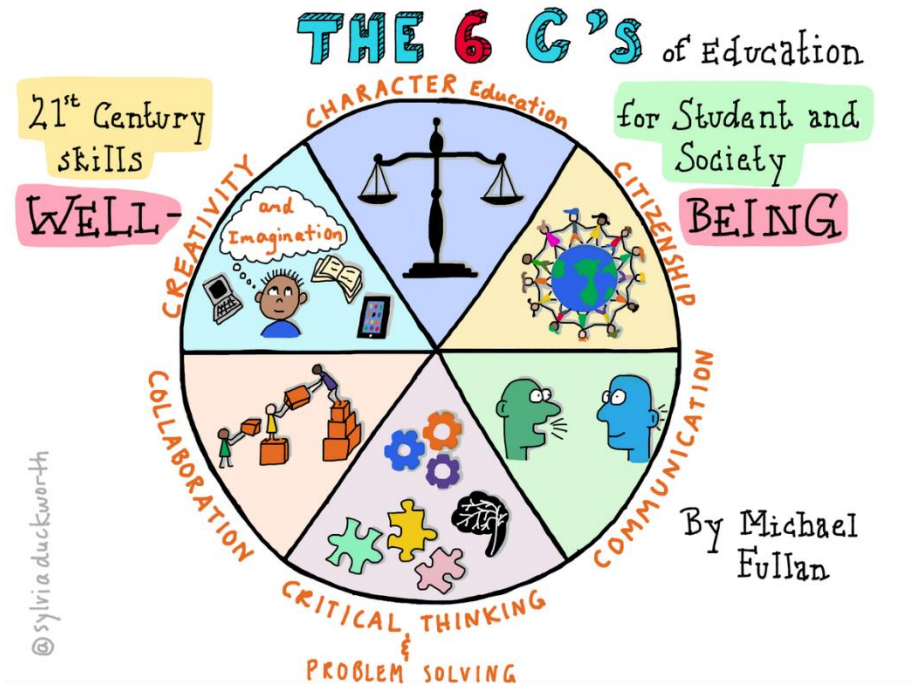 THE 6 C's of Education
21st Century
skills
WELL-
for Student and
Society
BEING
CHARACTER Education
CITIZENSHIP
COMMUNICATION
CRITICAL THINKING
&
PROBLEM SOLVING
COLLABORATION
CREATIVITY
and
Imagination
By Michael
Fullan
@sylviaduckworth